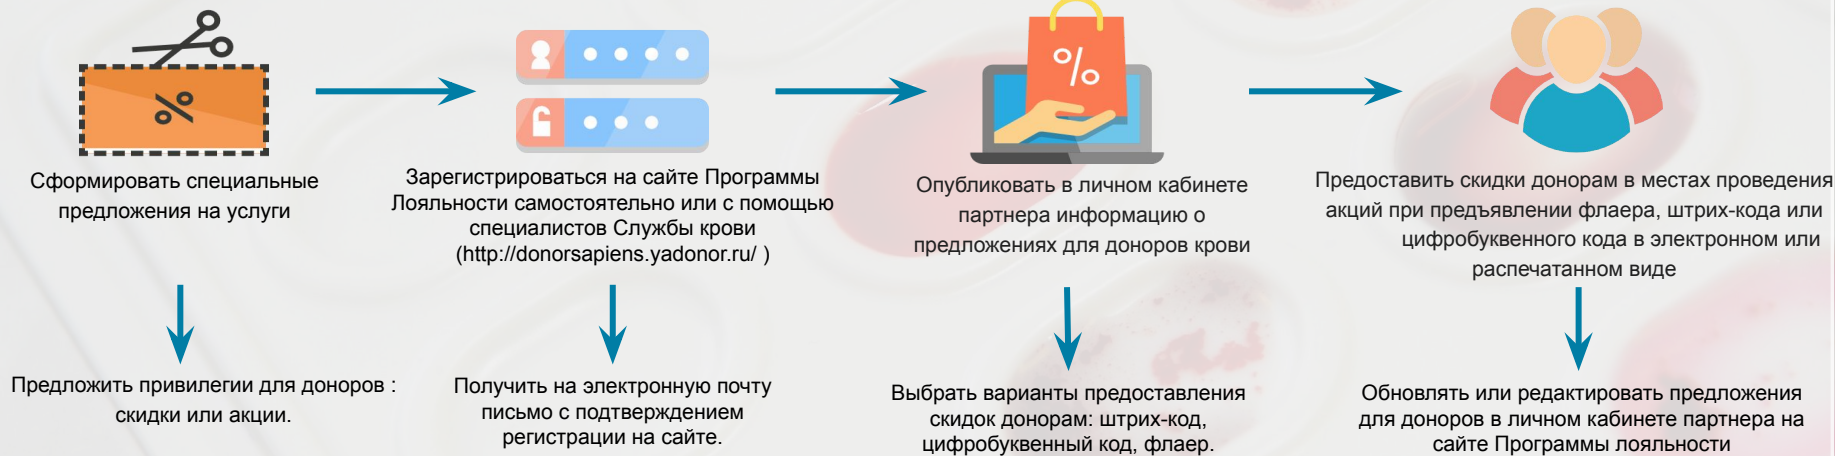 %
%
Сформировать специальные
предложения на услуги
Зарегистрироваться на сайте Программы
Лояльности самостоятельно или с помощью
специалистов Службы крови
(http://donorsapiens.yadonor.ru/ )
Опубликовать в личном кабинете
партнера информацию о
предложениях для доноров крови
Предоставить скидки донорам в местах проведения
акций при предъявлении флаера, штрих-кода или
цифробуквенного кода в электронном или
распечатанном виде
Предложить привилегии для доноров :
скидки или акции.
Получить на электронную почту
письмо с подтверждением
регистрации на сайте.
Выбрать варианты предоставления
скидок донорам: штрих-код,
цифробуквенный код, флаер.
Обновлять или редактировать предложения
для доноров в личном кабинете партнера на
сайте Программы лояльности